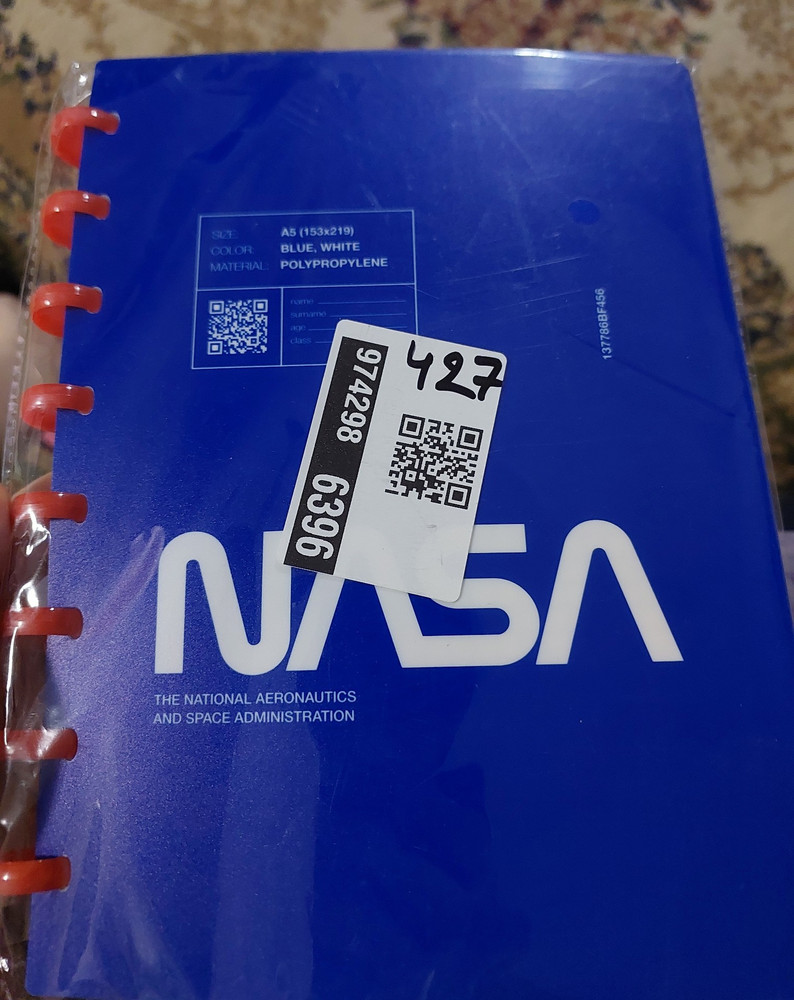 SIZE: A5 (153x219)
COLOR: BLUE, WHITE
MATERIAL: POLYPROPYLENE
name
surname
age
class
137786BF456
427
974298 6396
NASA
THE NATIONAL AERONAUTICS
AND SPACE ADMINISTRATION